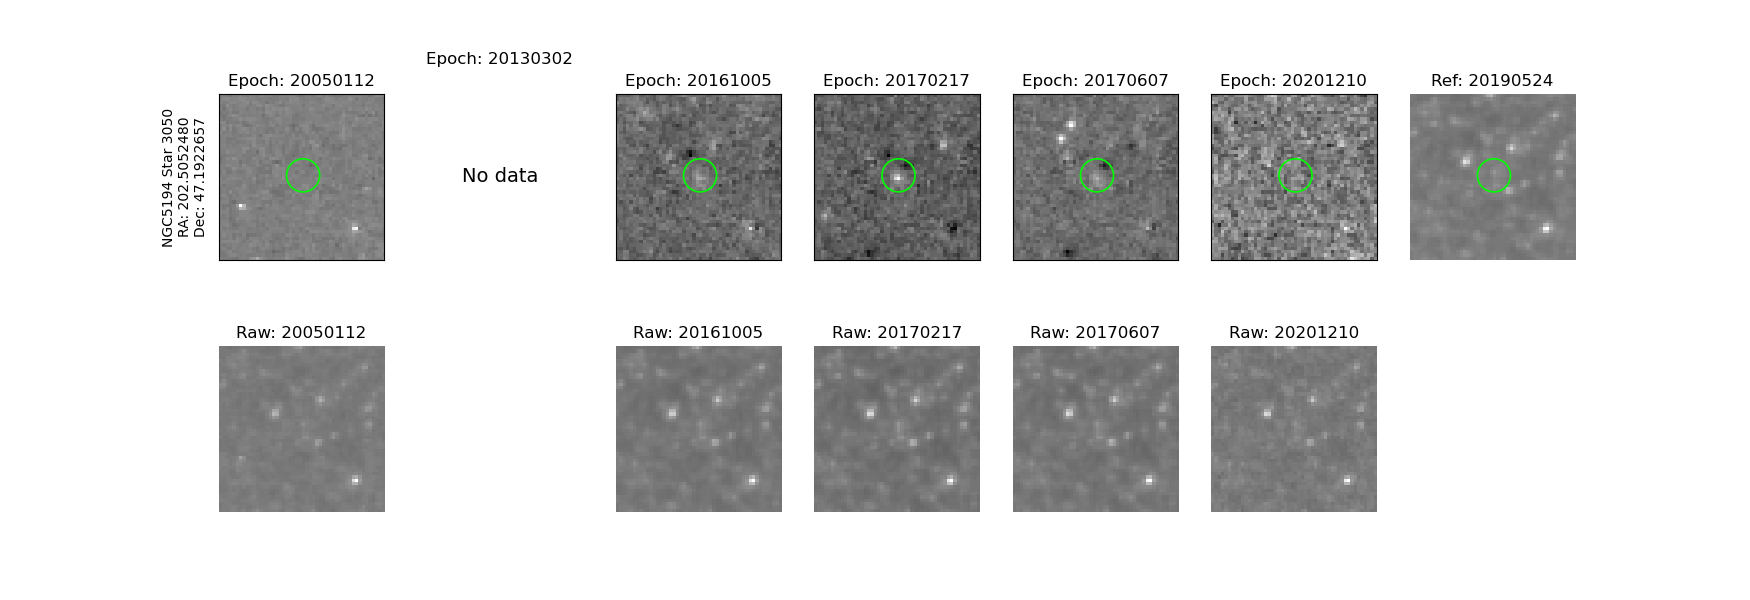 Epoch: 20130302
Epoch: 20050112
Epoch: 20161005
Epoch: 20170217
Epoch: 20170607
Epoch: 20201210
Ref: 20190524
NGC5194 Star 3050
RA: 202.5052480
Dec: 47.1922657
No data
Raw: 20050112
Raw: 20161005
Raw: 20170217
Raw: 20170607
Raw: 20201210